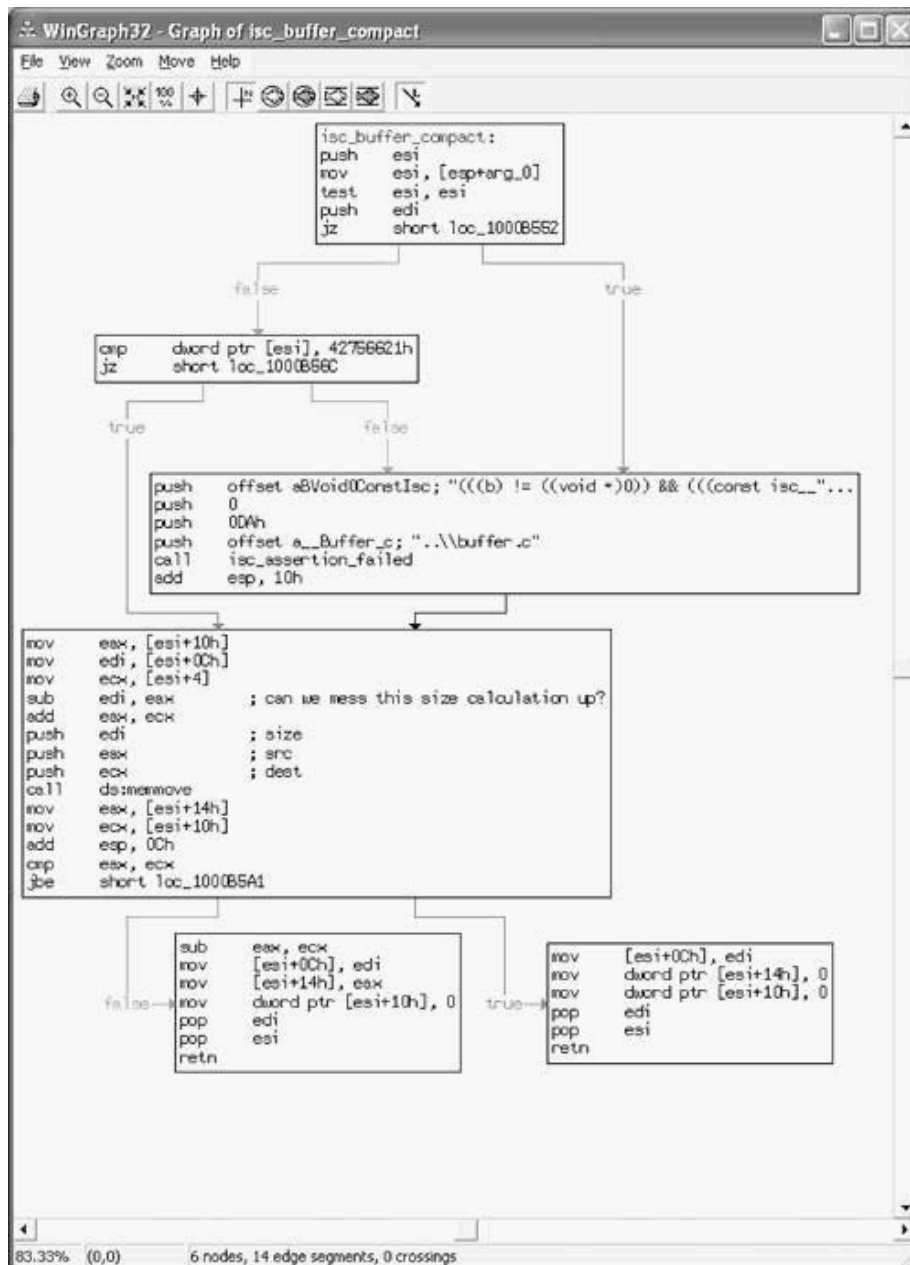 WinGraph32 - Graph of isc_buffer_compact
File View Zoom Move Help
100
%
N
isc_buffer_compact:
push esi
mov esi, [esp+arg_0]
test esi, esi
push edi
jz short loc_1000B552
false
true
cmp dword ptr [esi], 42756621h
jz short loc_1000B56C
true
false
push offset aBVoid0ConstIsc; "(((b) != ((void *)0)) && (((const isc__"...
push 0
push 0DAh
push offset a__Buffer_c; "..\\buffer.c"
call isc_assertion_failed
add esp, 10h
mov eax, [esi+10h]
mov edi, [esi+0Ch]
mov ecx, [esi+4]
sub edi, eax ; can we mess this size calculation up?
add eax, ecx
push edi ; size
push eax ; src
push ecx ; dest
call ds:memmove
mov eax, [esi+14h]
mov ecx, [esi+10h]
add esp, 0Ch
cmp eax, ecx
jbe short loc_1000B5A1
false
sub eax, ecx
mov [esi+0Ch], edi
mov [esi+14h], eax
mov dword ptr [esi+10h], 0
pop edi
pop esi
retn
true
mov [esi+0Ch], edi
mov dword ptr [esi+14h], 0
mov dword ptr [esi+10h], 0
pop edi
pop esi
retn
83.33% (0,0) 6 nodes, 14 edge segments, 0 crossings